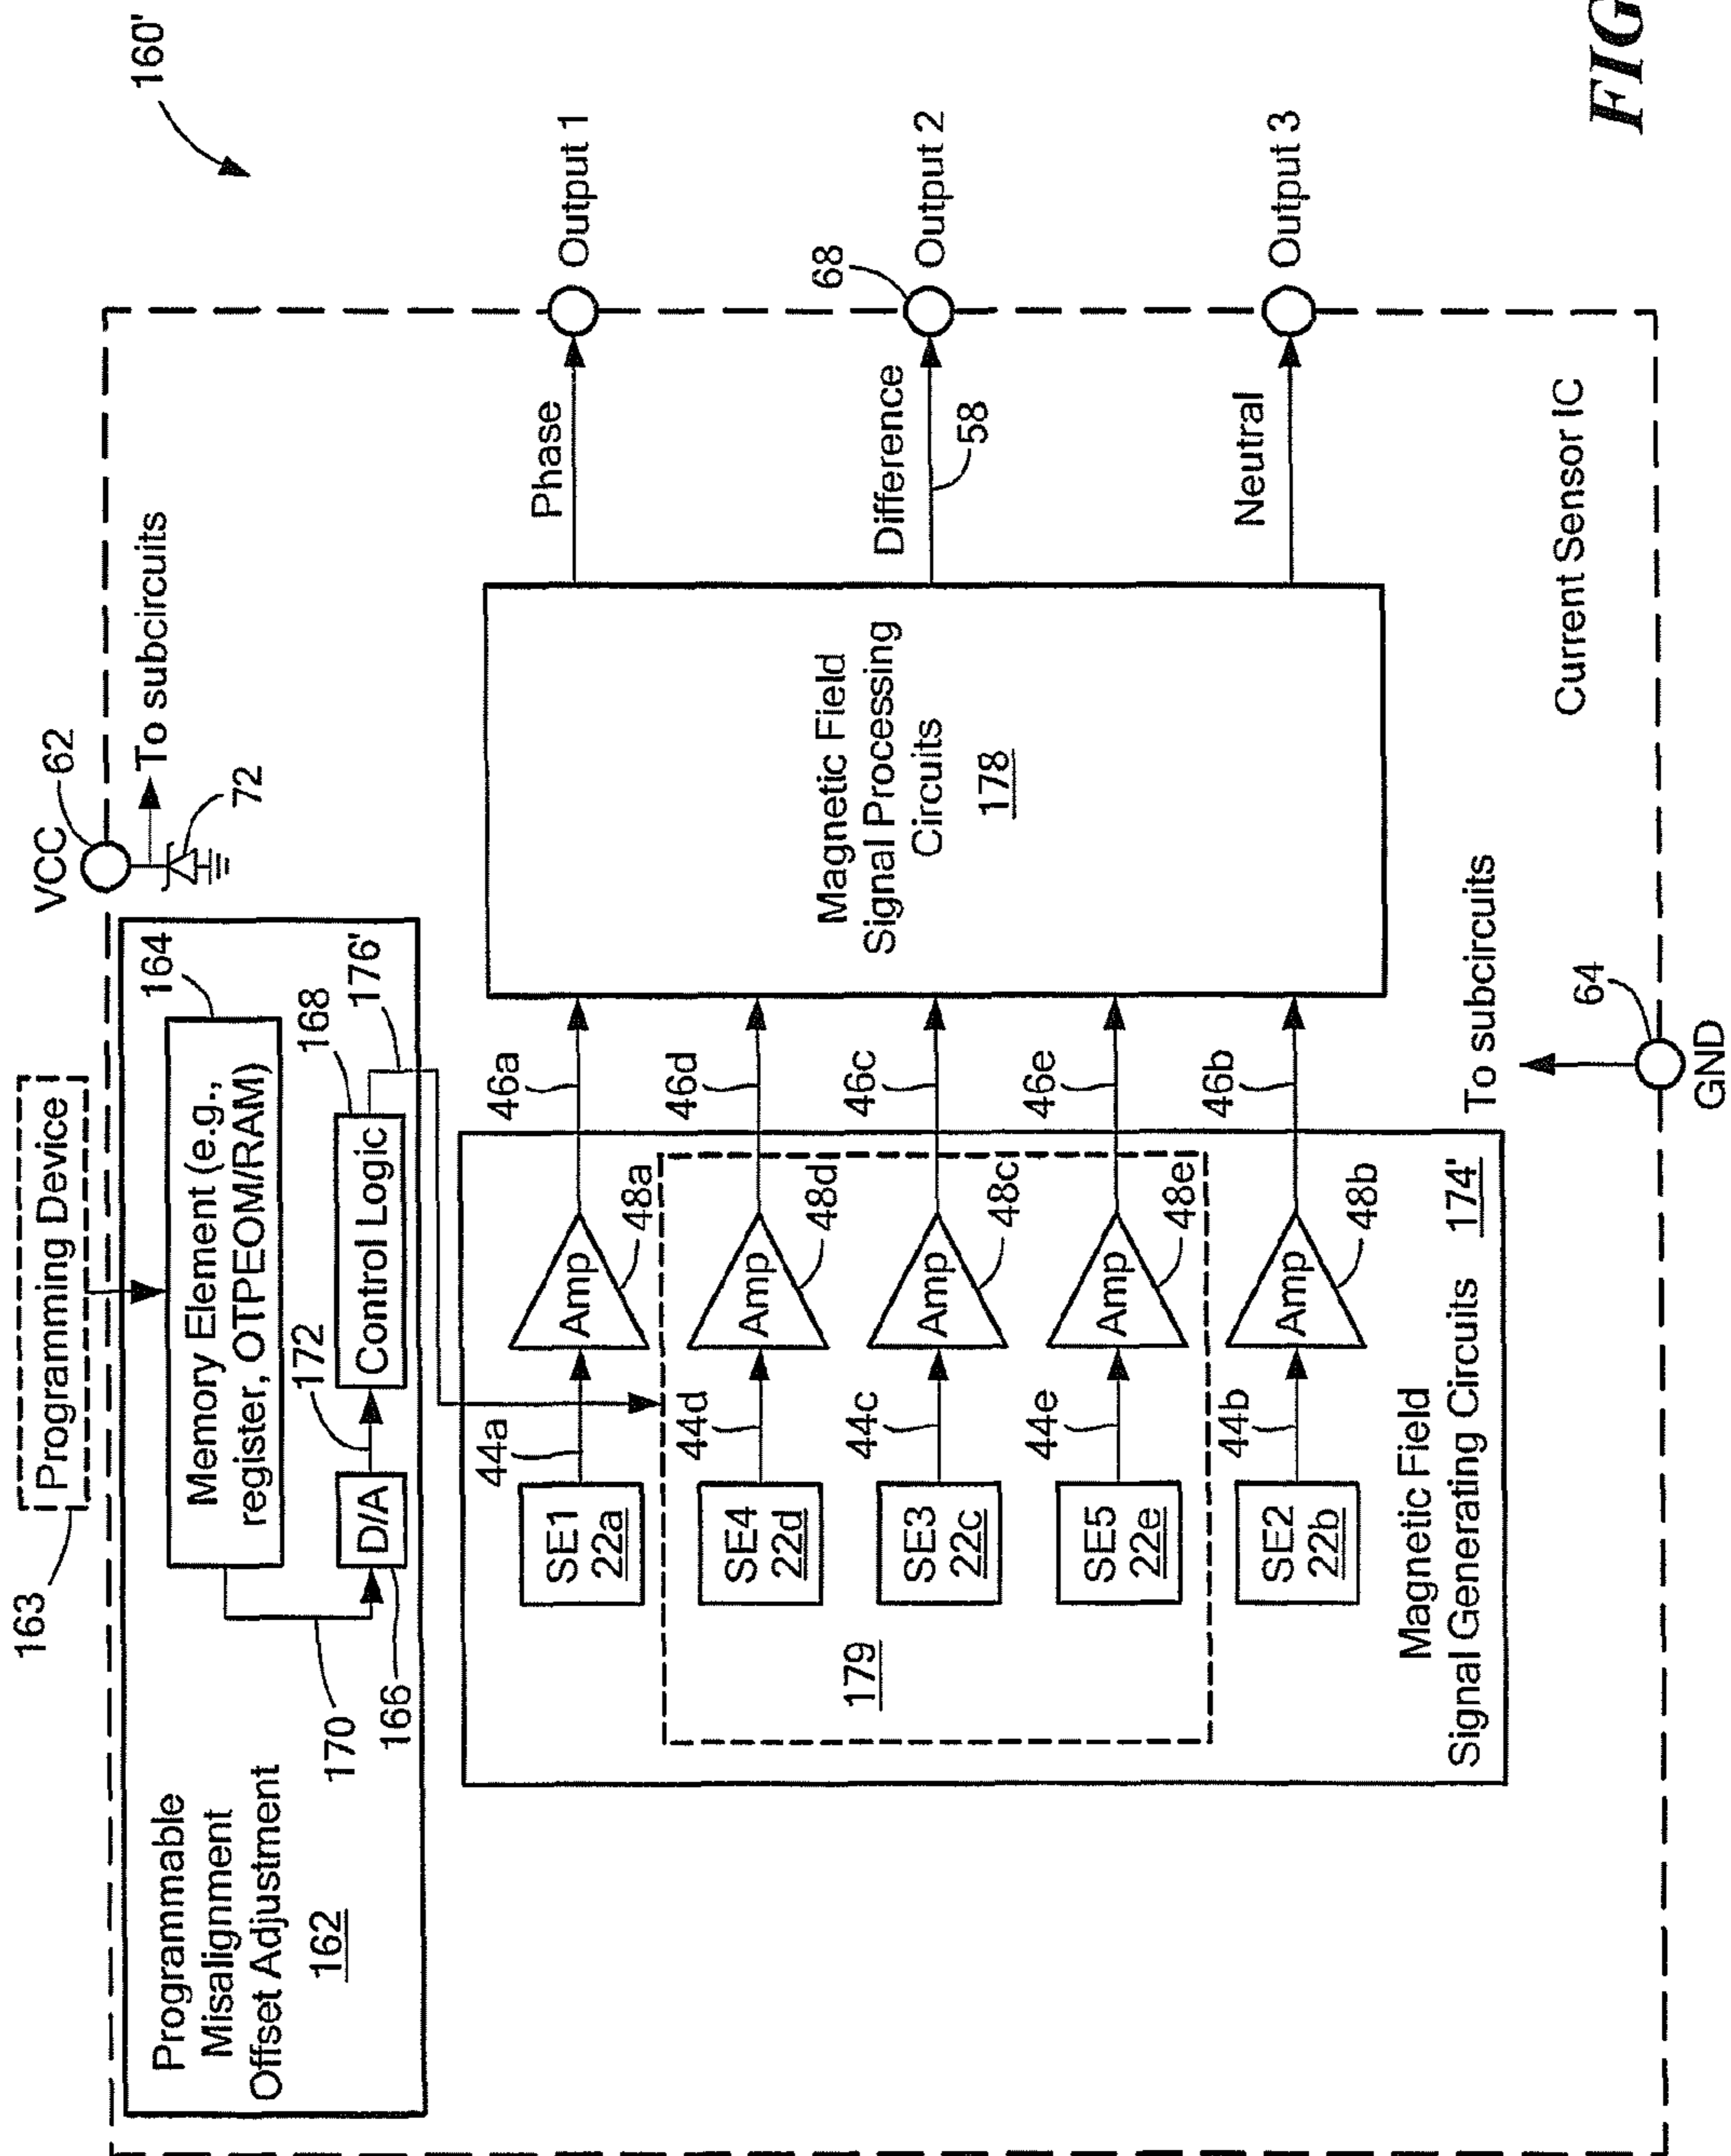 160'
163
Programming Device
VCC
62
To subcircuits
72
Programmable
Misalignment
Offset Adjustment
162
Memory Element (e.g.,
register, OTPEOM/RAM)
164
170
166
D/A
172
Control Logic
168
176'
SE1
22a
44a
Amp
48a
46a
SE4
22d
44d
Amp
48d
46d
SE3
22c
44c
Amp
48c
46c
SE5
22e
44e
Amp
48e
46e
SE2
22b
44b
Amp
48b
46b
179
Magnetic Field
Signal Generating Circuits 174'
Magnetic Field
Signal Processing
Circuits
178
Phase
Output 1
Difference
58
68
Output 2
Neutral
Output 3
To subcircuits
64
GND
Current Sensor IC
FIG